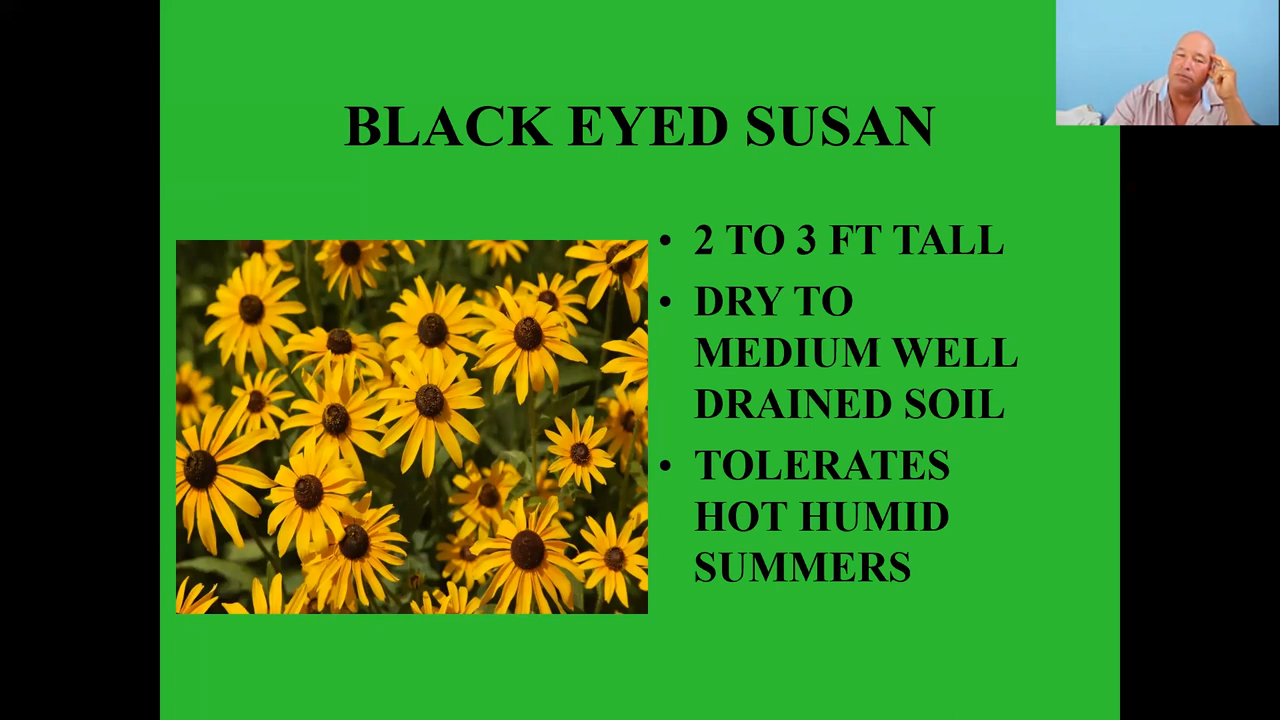 BLACK EYED SUSAN
• 2 TO 3 FT TALL
• DRY TO
MEDIUM WELL
DRAINED SOIL
• TOLERATES
HOT HUMID
SUMMERS